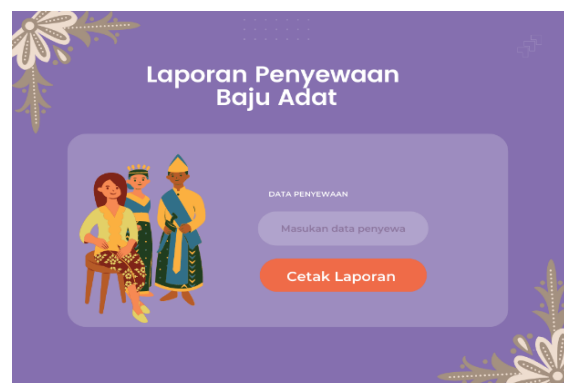 Laporan Penyewaan
Baju Adat
DATA PENYEWAAN
Masukan data penyewa
Cetak Laporan